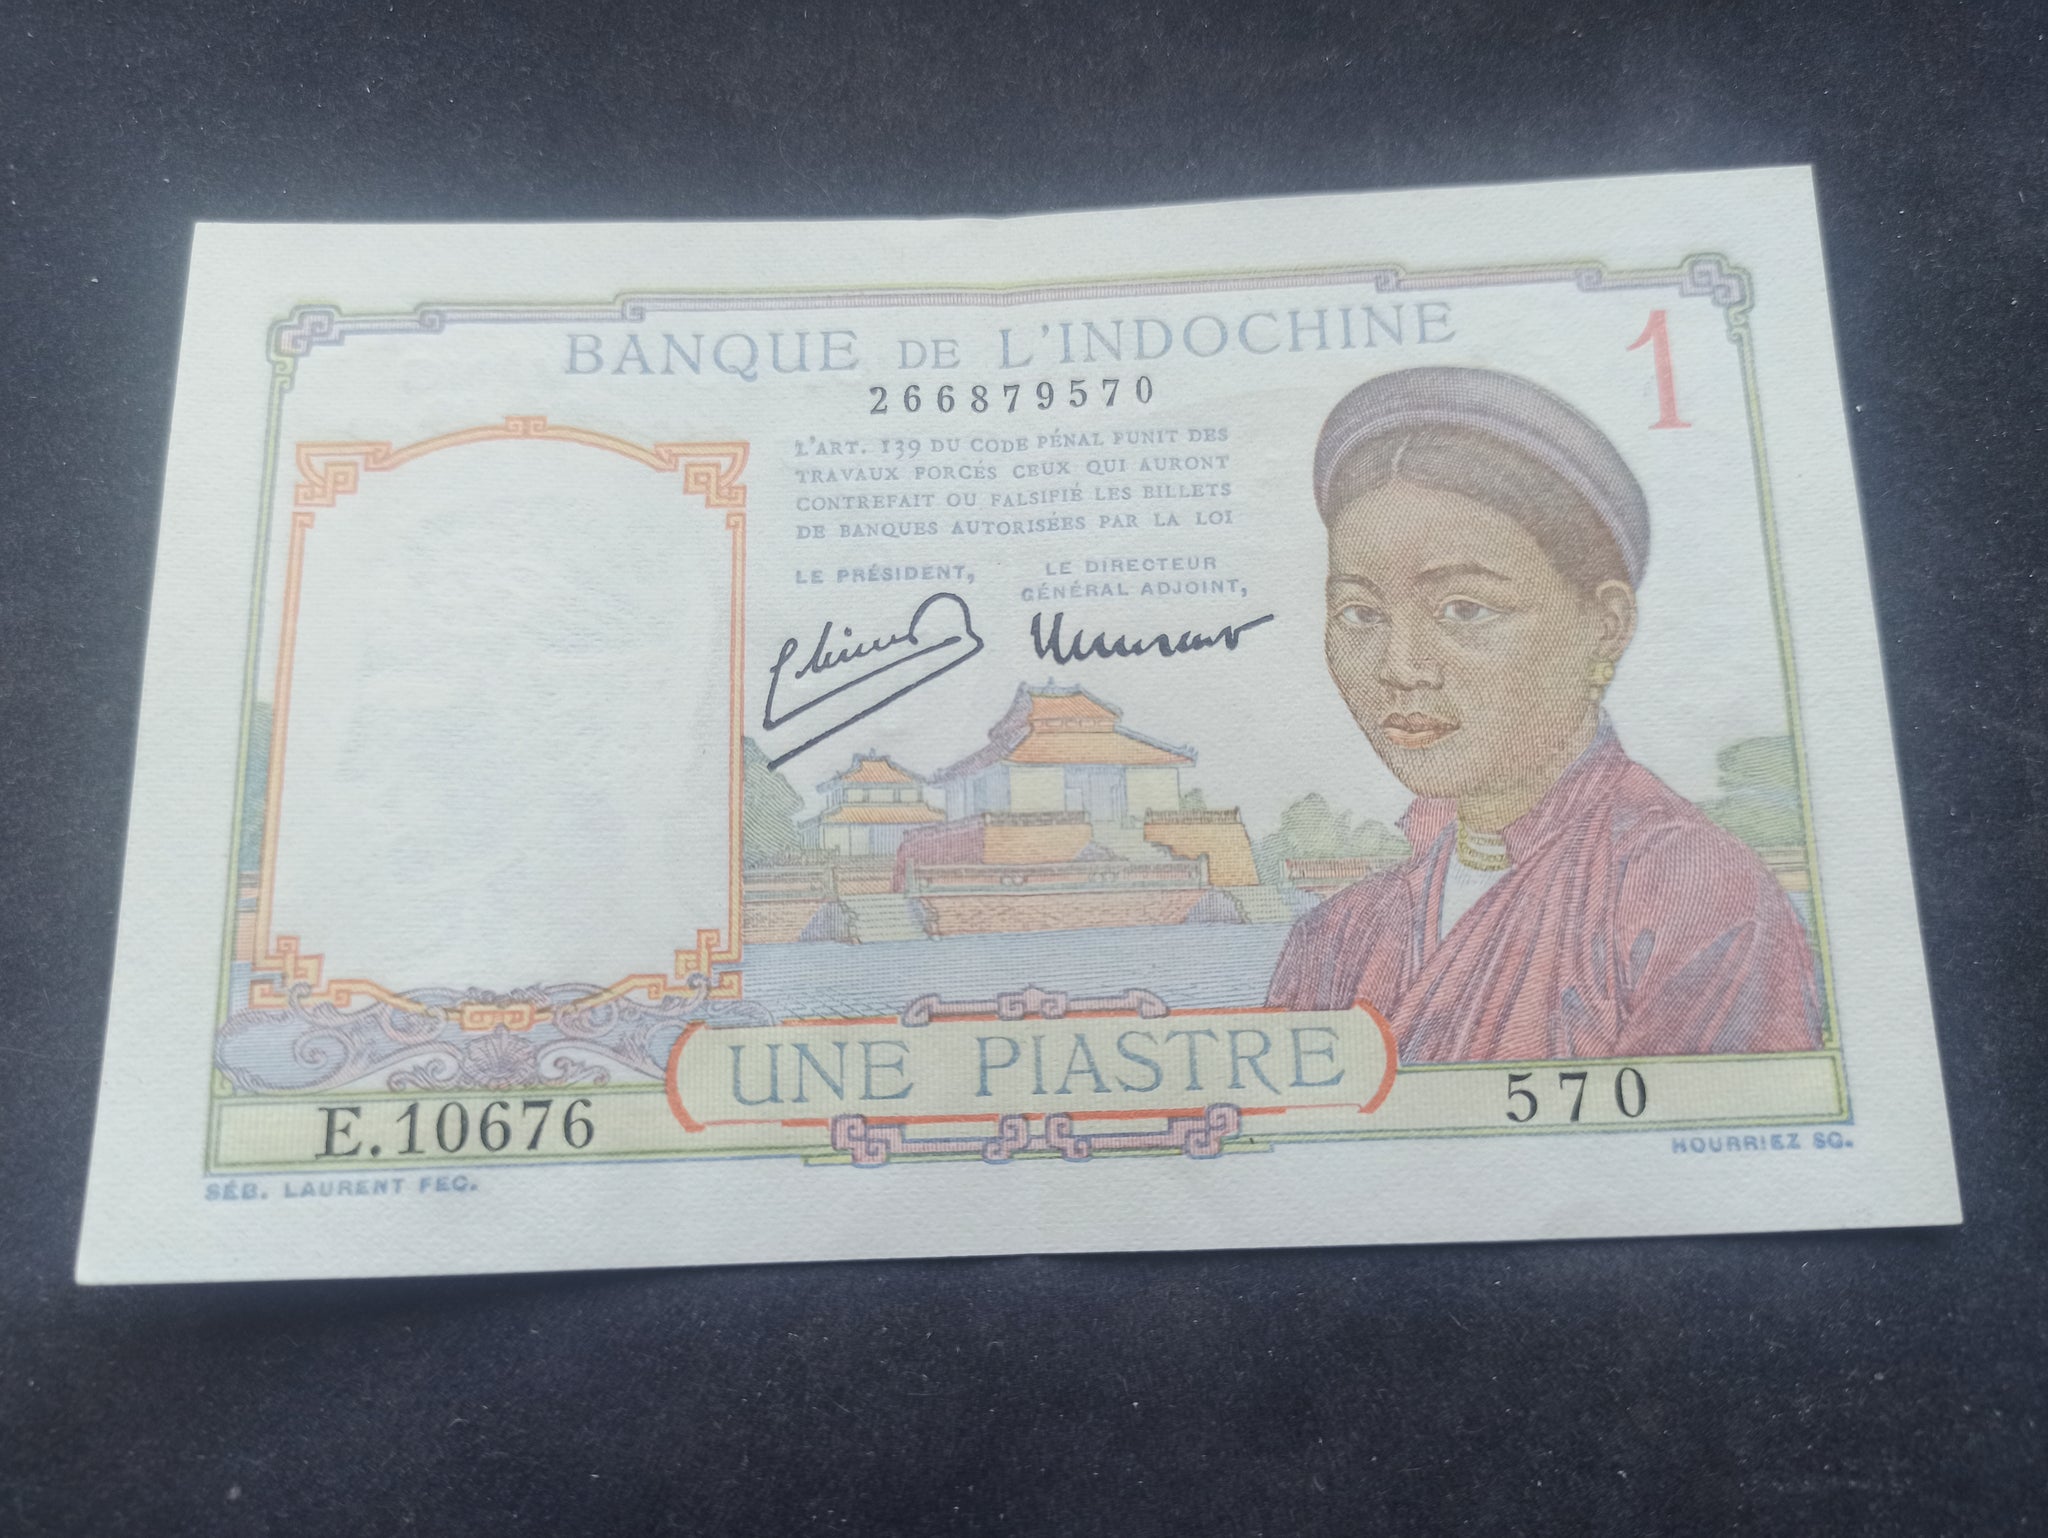 BANQUE DE L'INDOCHINE
1
266879570
L'ART. 139 DU CODE PÉNAL PUNIT DES
TRAVAUX FORCÉS CEUX QUI AURONT
CONTREFAIT OU FALSIFIÉ LES BILLETS
DE BANQUES AUTORISÉES PAR LA LOI
LE PRÉSIDENT,
LE DIRECTEUR
GÉNÉRAL ADJOINT,
UNE PIASTRE
E.10676
570
SÉB. LAURENT FEC.
HOURRIEZ SC.